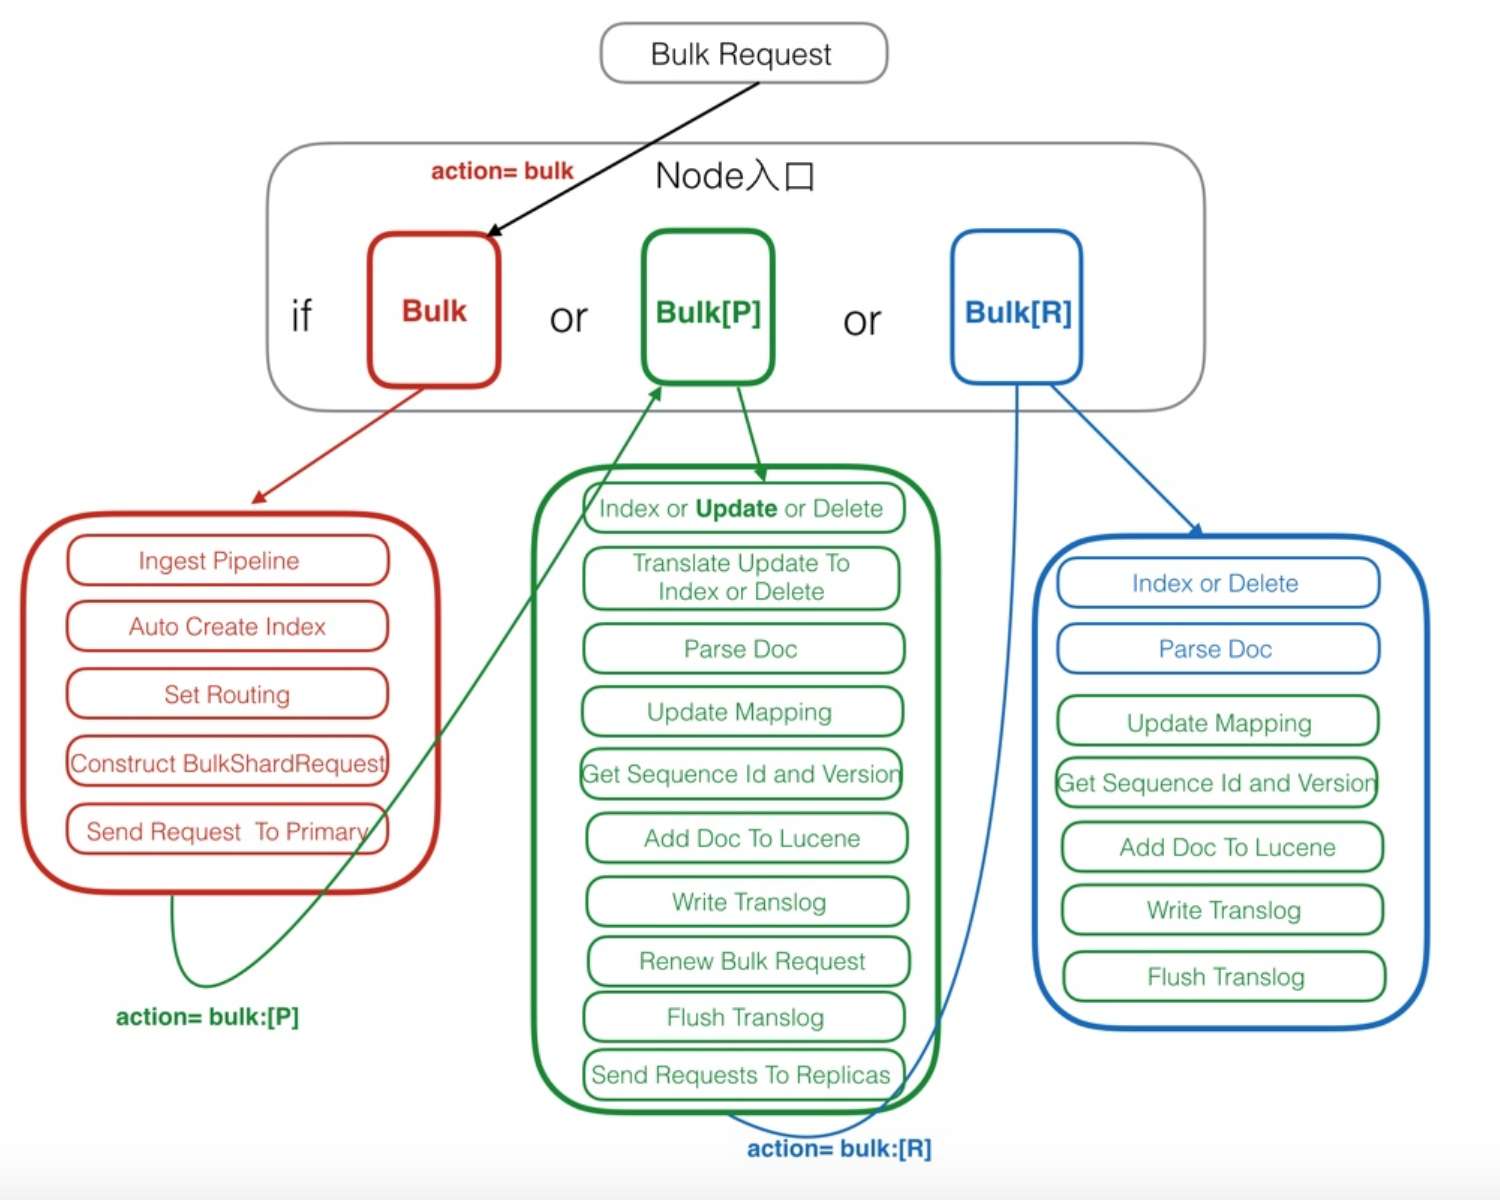 Bulk Request
action= bulk
Node入口
if
Bulk
or
Bulk[P]
or
Bulk[R]
Ingest Pipeline
Auto Create Index
Set Routing
Construct BulkShardRequest
Send Request  To Primary
action= bulk:[P]
Index or Update or Delete
Translate Update To
Index or Delete
Parse Doc
Update Mapping
Get Sequence Id and Version
Add Doc To Lucene
Write Translog
Renew Bulk Request
Flush Translog
Send Requests To Replicas
action= bulk:[R]
Index or Delete
Parse Doc
Update Mapping
Get Sequence Id and Version
Add Doc To Lucene
Write Translog
Flush Translog